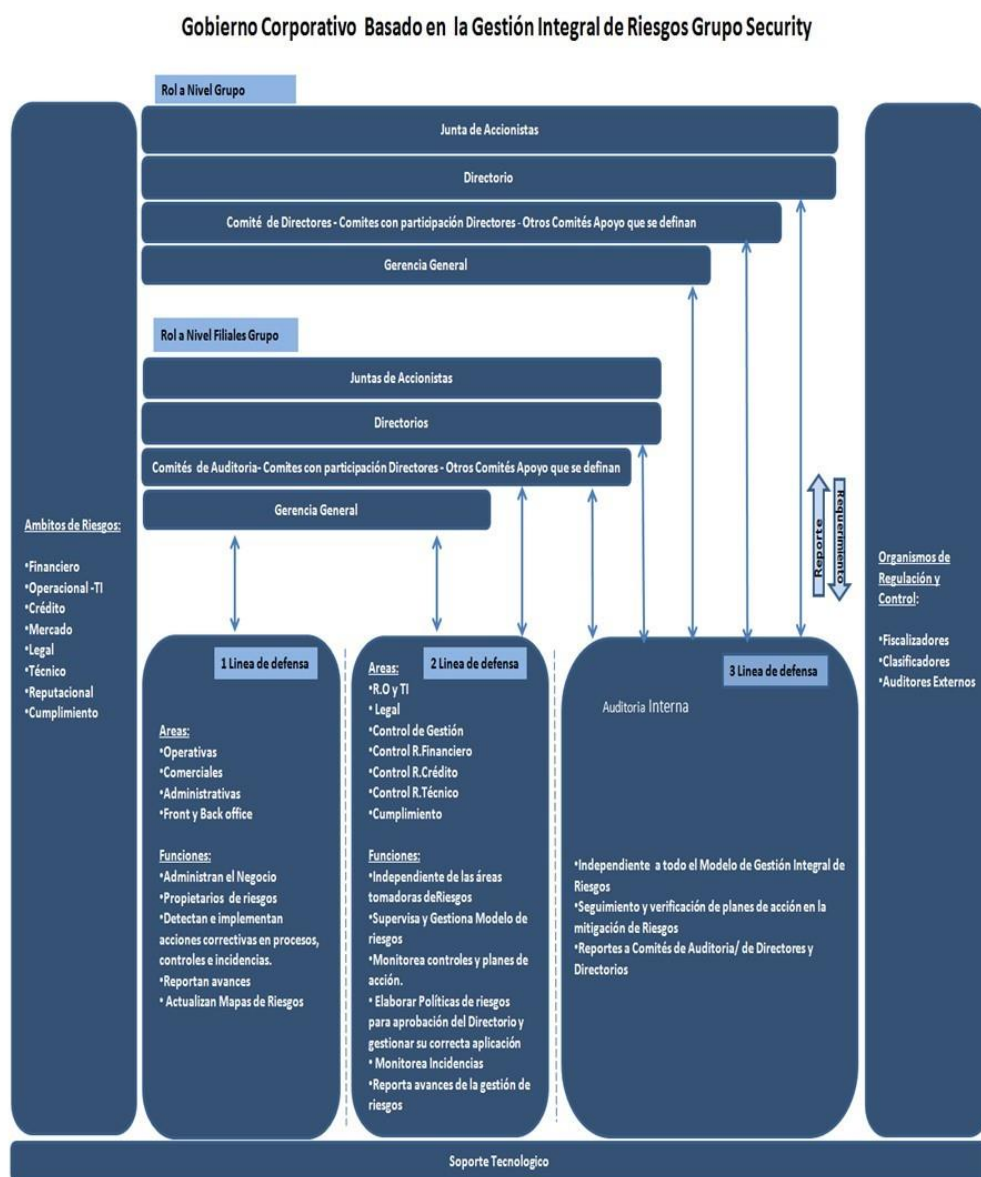 Gobierno Corporativo Basado en la Gestión Integral de Riesgos Grupo Security
Rol a Nivel Grupo
Junta de Accionistas
Directorio
Comité de Directores - Comites con participación Directores - Otros Comités Apoyo que se definan
Gerencia General
Rol a Nivel Filiales Grupo
Juntas de Accionistas
Directorios
Comités de Auditoria- Comites con participación Directores - Otros Comités Apoyo que se definan
Gerencia General
Ambitos de Riesgos:
•Financiero
•Operacional -TI
•Crédito
•Mercado
•Legal
•Técnico
•Reputacional
•Cumplimiento
Reporte
Requerimiento
Organismos de
Regulación y
Control:
•Fiscalizadores
•Clasificadores
•Auditores Externos
1 Linea de defensa
Areas:
•Operativas
•Comerciales
•Administrativas
•Front y Back office
Funciones:
•Administran el Negocio
•Propietarios de riesgos
•Detectan e implementan
acciones correctivas en procesos,
controles e incidencias.
•Reportan avances
• Actualizan Mapas de Riesgos
2 Linea de defensa
Areas:
•R.O y TI
• Legal
•Control de Gestión
•Control R.Financiero
•Control R.Crédito
•Control R.Técnico
•Cumplimiento
Funciones:
•Independiente de las áreas
tomadoras deRiesgos
•Supervisa y Gestiona Modelo de
riesgos
•Monitorea controles y planes de
acción.
• Elaborar Políticas de riesgos
para aprobación del Directorio y
gestionar su correcta aplicación
• Monitorea Incidencias
•Reporta avances de la gestión de
riesgos
3 Linea de defensa
Auditoria Interna
•Independiente a todo el Modelo de Gestión Integral de
Riesgos
•Seguimiento y verificación de planes de acción en la
mitigación de Riesgos
•Reportes a Comités de Auditoria/ de Directores y
Directorios
Soporte Tecnologico